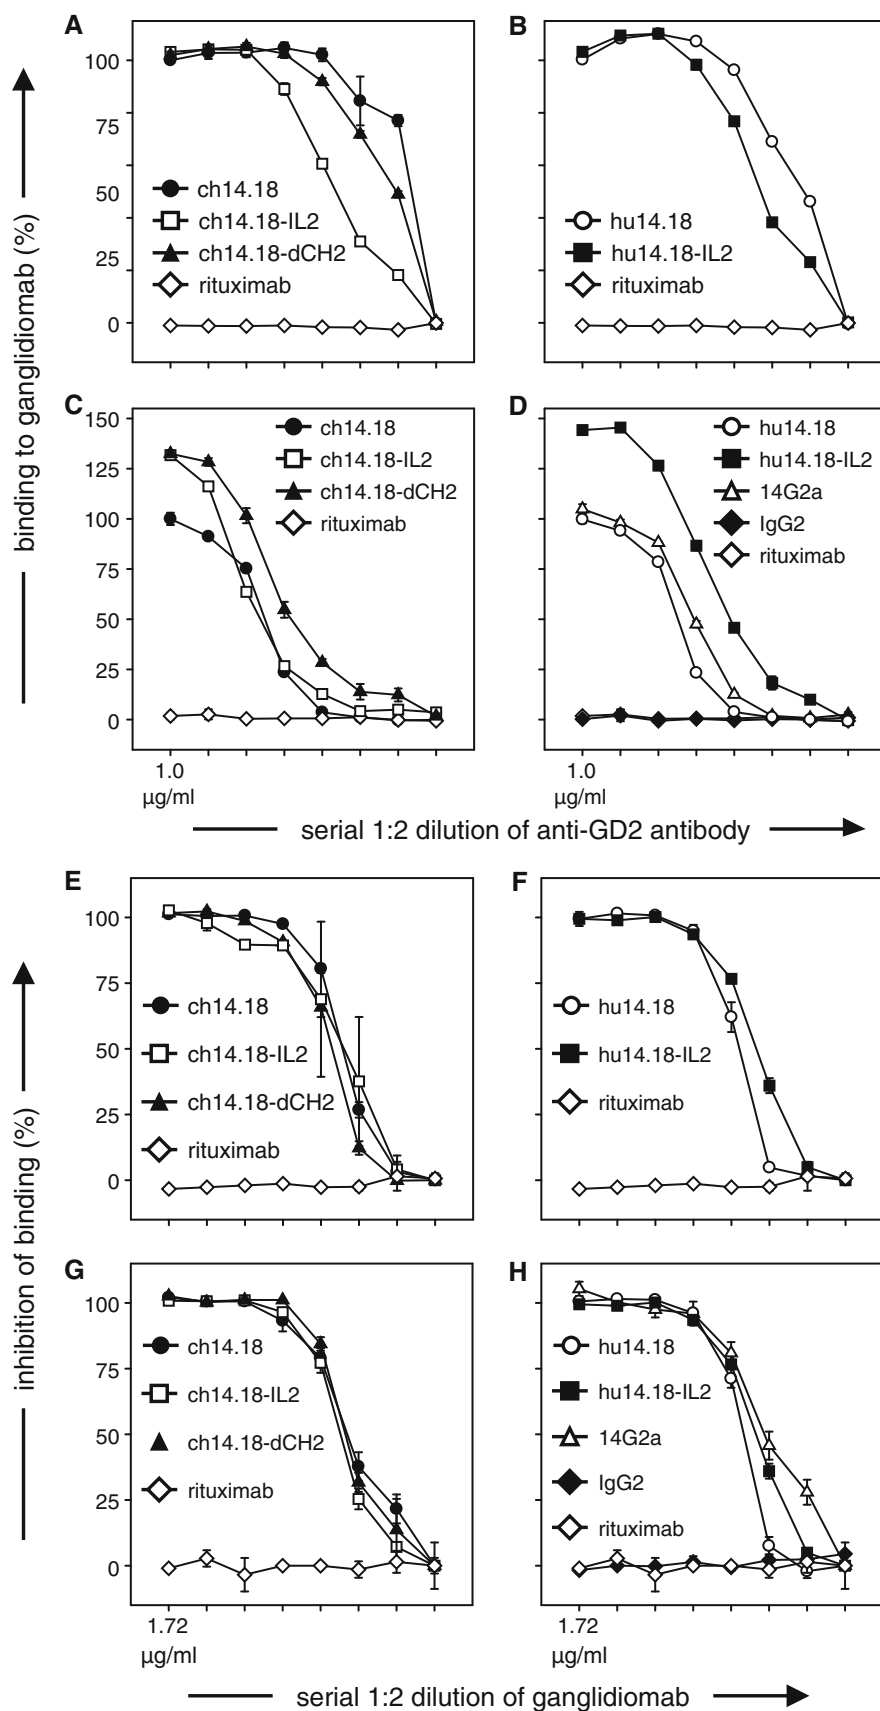 A
100
75
50
25
0
ch14.18
ch14.18-IL2
ch14.18-dCH2
rituximab
B
hu14.18
hu14.18-IL2
rituximab
binding to ganglidiomab (%)
C
150
125
100
75
50
25
0
ch14.18
ch14.18-IL2
ch14.18-dCH2
rituximab
1.0
µg/ml
D
hu14.18
hu14.18-IL2
14G2a
IgG2
rituximab
1.0
µg/ml
serial 1:2 dilution of anti-GD2 antibody
E
100
75
50
25
0
ch14.18
ch14.18-IL2
ch14.18-dCH2
rituximab
F
hu14.18
hu14.18-IL2
rituximab
inhibition of binding (%)
G
100
75
50
25
0
ch14.18
ch14.18-IL2
ch14.18-dCH2
rituximab
1.72
µg/ml
H
hu14.18
hu14.18-IL2
14G2a
IgG2
rituximab
1.72
µg/ml
serial 1:2 dilution of ganglidiomab